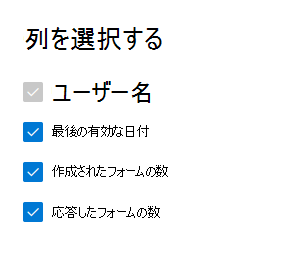 列を選択する
ユーザー名
最後の有効な日付
作成されたフォームの数
応答したフォームの数